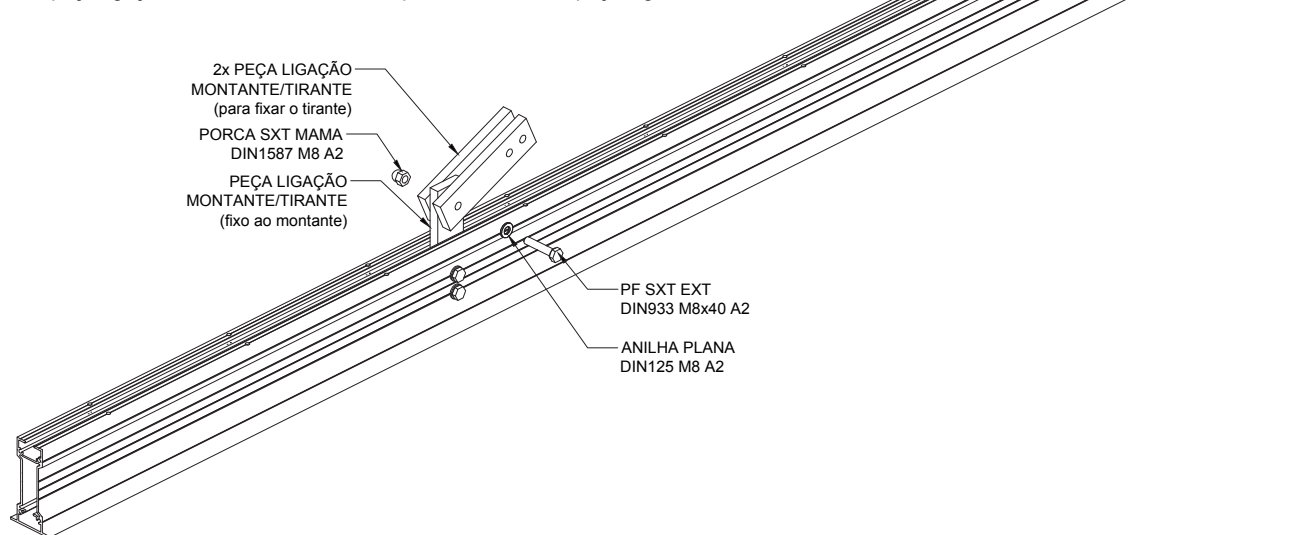 2x PEÇA LIGAÇÃO
MONTANTE/TIRANTE
(para fixar o tirante)
PORCA SXT MAMA
DIN1587 M8 A2
PEÇA LIGAÇÃO
MONTANTE/TIRANTE
(fixo ao montante)
PF SXT EXT
DIN933 M8x40 A2
ANILHA PLANA
DIN125 M8 A2